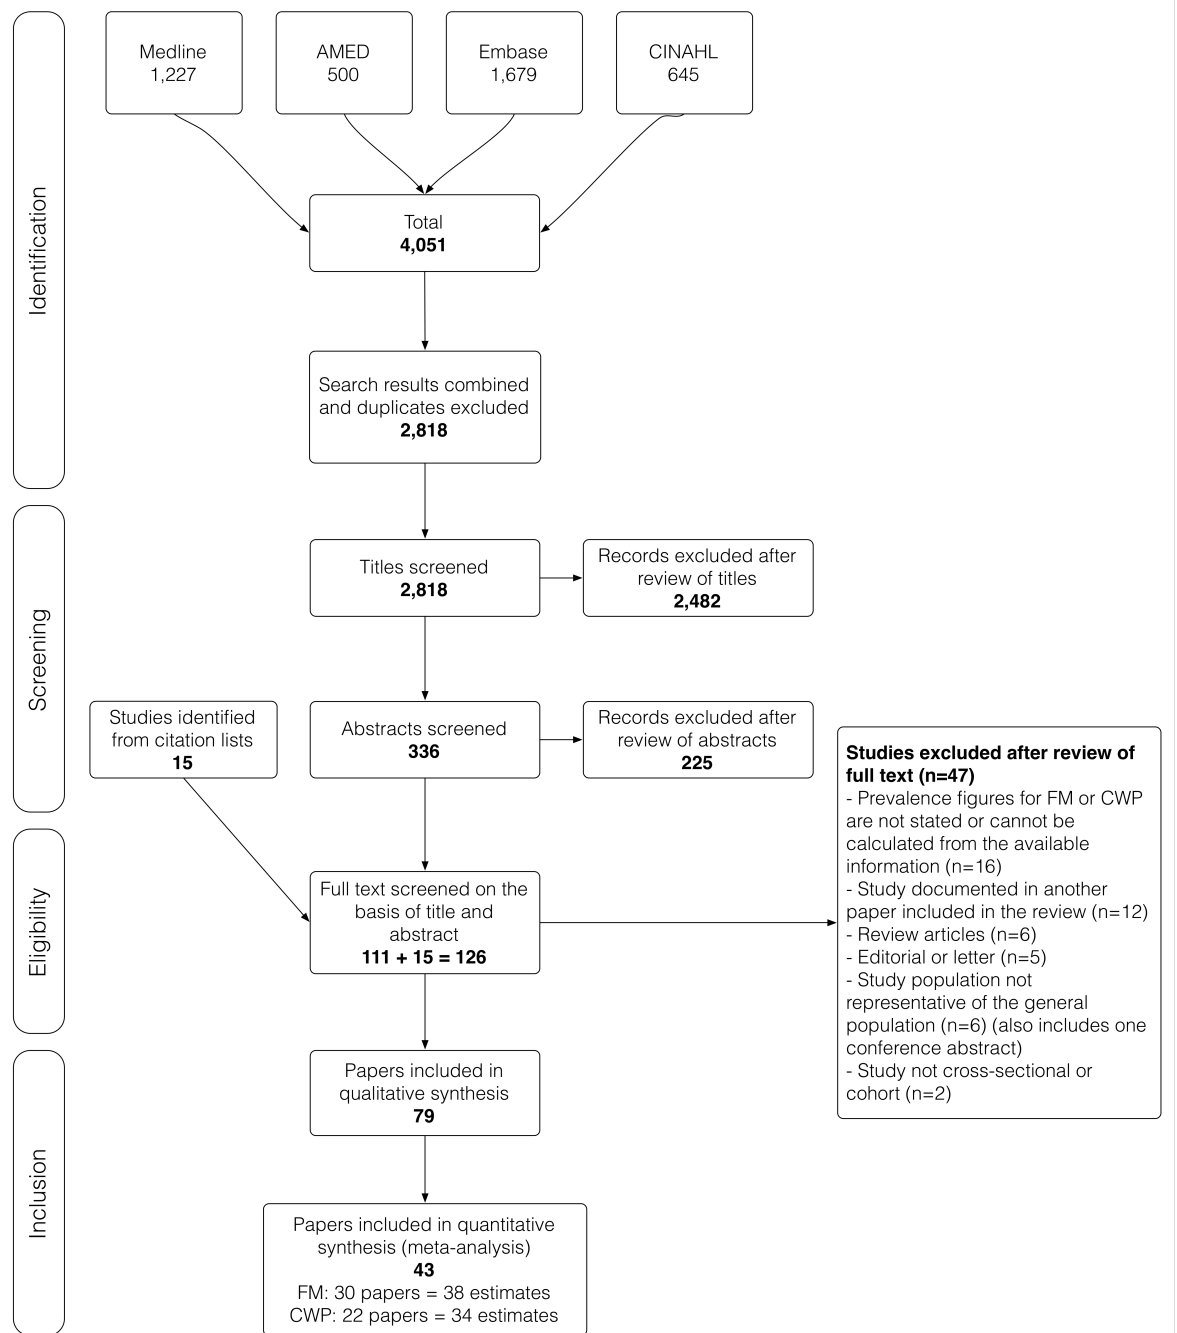 Identification
Medline
1,227
AMED
500
Embase
1,679
CINAHL
645
Total
4,051
Search results combined
and duplicates excluded
2,818
Screening
Titles screened
2,818
Records excluded after
review of titles
2,482
Studies identified
from citation lists
15
Abstracts screened
336
Records excluded after
review of abstracts
225
Eligibility
Full text screened on the
basis of title and
abstract
111 + 15 = 126
Studies excluded after review of
full text (n=47)
- Prevalence figures for FM or CWP
are not stated or cannot be
calculated from the available
information (n=16)
- Study documented in another
paper included in the review (n=12)
- Review articles (n=6)
- Editorial or letter (n=5)
- Study population not
representative of the general
population (n=6) (also includes one
conference abstract)
- Study not cross-sectional or
cohort (n=2)
Inclusion
Papers included in
qualitative synthesis
79
Papers included in quantitative
synthesis (meta-analysis)
43
FM: 30 papers = 38 estimates
CWP: 22 papers = 34 estimates